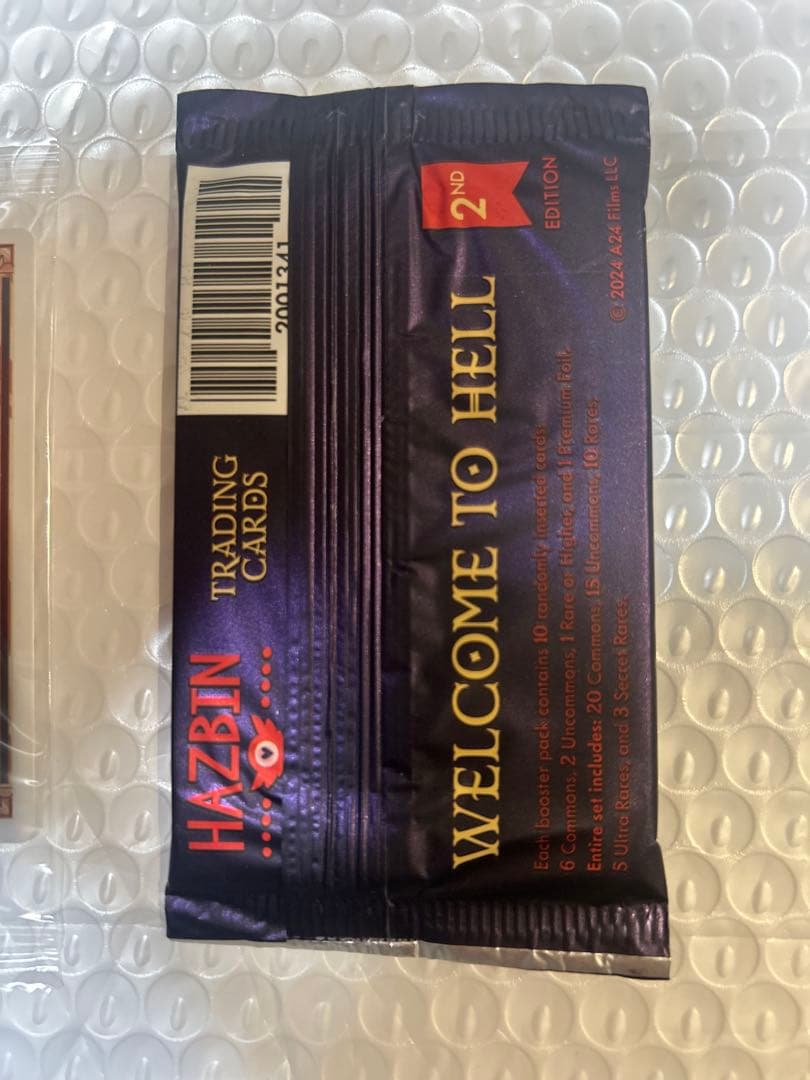 HAZBIN
TRADING
CARDS
2001341
WELCOME TO HELL
2ND
EDITION
Each booster pack contains 10 randomly inserted cards:
6 Commons, 2 Uncommons, 1 Rare or Higher, and 1 Premium Foil.
Entire set includes: 20 Commons, 15 Uncommons, 10 Rares,
5 Ultra Rares, and 3 Secret Rares.
© 2024 A24 Films LLC